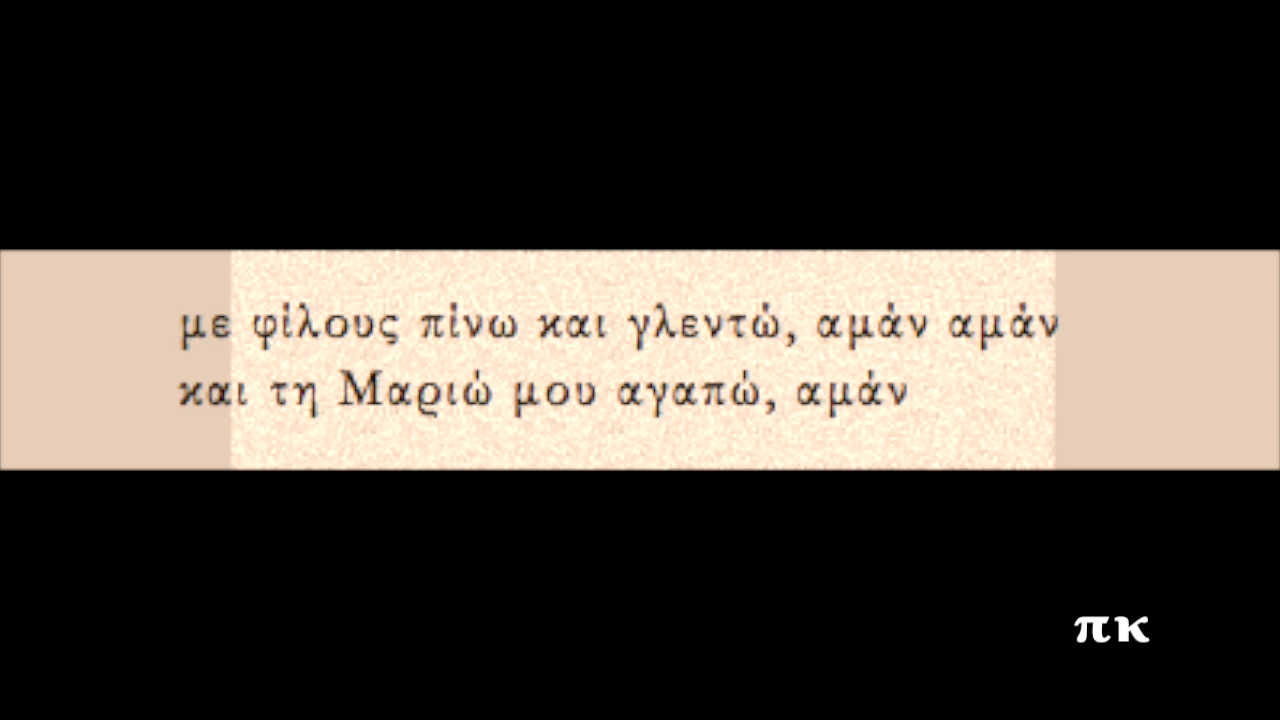 με φίλους πίνω και γλεντώ, αμάν αμάν
και τη Μαριώ μου αγαπώ, αμάν
πκ